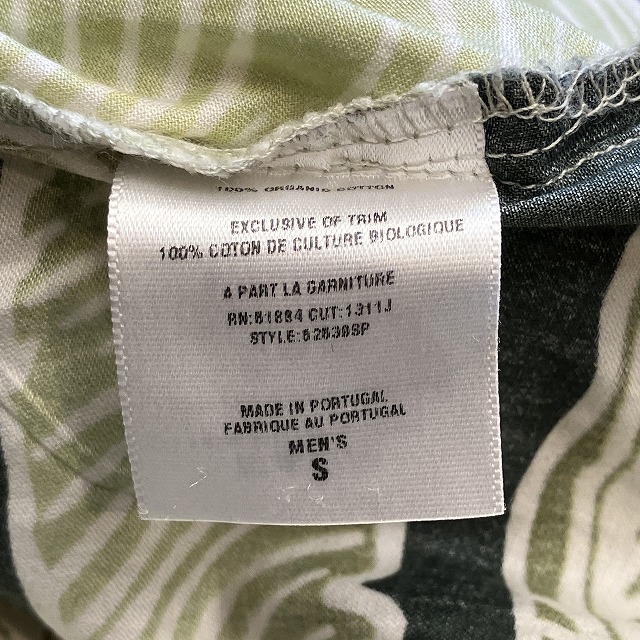 100% ORGANIC COTTON
EXCLUSIVE OF TRIM
100% COTON DE CULTURE BIOLOGIQUE
A PART LA GARNITURE
RN:51884 CUT:1311J
STYLE:52538SP
MADE IN PORTUGAL
FABRIQUE AU PORTUGAL
MEN'S
S